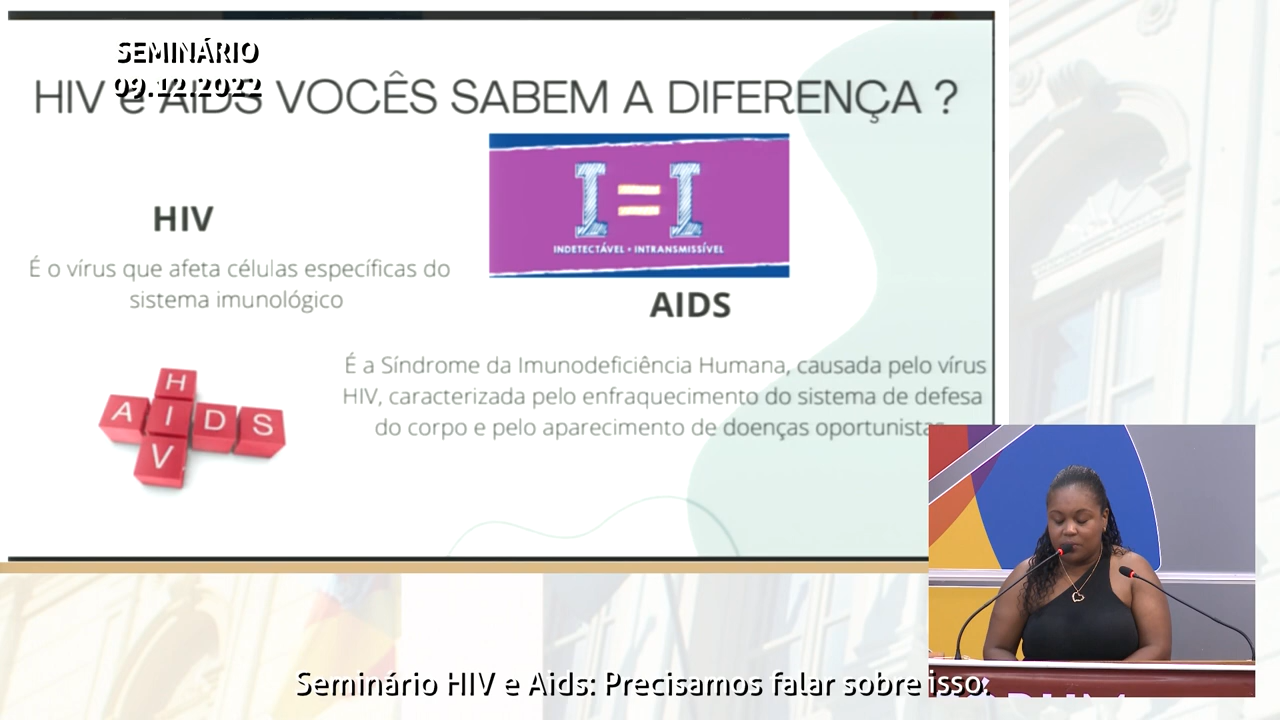 SEMINÁRIO
09.12.2022
HIV e AIDS VOCÊS SABEM A DIFERENÇA ?
I=I
INDETECTÁVEL = INTRANSMISSÍVEL
HIV
É o vírus que afeta células específicas do
sistema imunológico
AIDS
É a Síndrome da Imunodeficiência Humana, causada pelo vírus
HIV, caracterizada pelo enfraquecimento do sistema de defesa
do corpo e pelo aparecimento de doenças oportunistas
H
A I D S
V
Seminário HIV e Aids: Precisamos falar sobre isso: